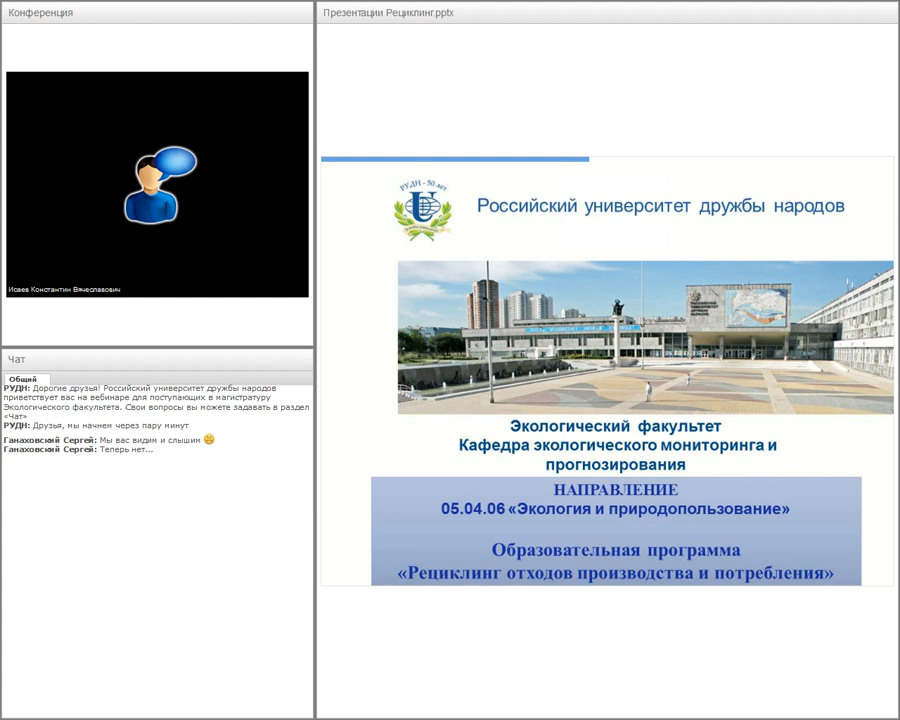 Конференция
Исаев Константин Вячеславович
Чат
Общий
РУДН: Дорогие друзья! Российский университет дружбы народов
приветствует вас на вебинаре для поступающих в магистратуру
Экологического факультета. Свои вопросы вы можете задавать в раздел
«Чат»
РУДН: Друзья, мы начнем через пару минут
Ганаховский Сергей: Мы вас видим и слышим
Ганаховский Сергей: Теперь нет...
Презентации Рециклинг.pptx
РУДН - 50 лет
Российский университет дружбы народов
Экологический факультет
Кафедра экологического мониторинга и
прогнозирования
НАПРАВЛЕНИЕ
05.04.06 «Экология и природопользование»
Образовательная программа
«Рециклинг отходов производства и потребления»